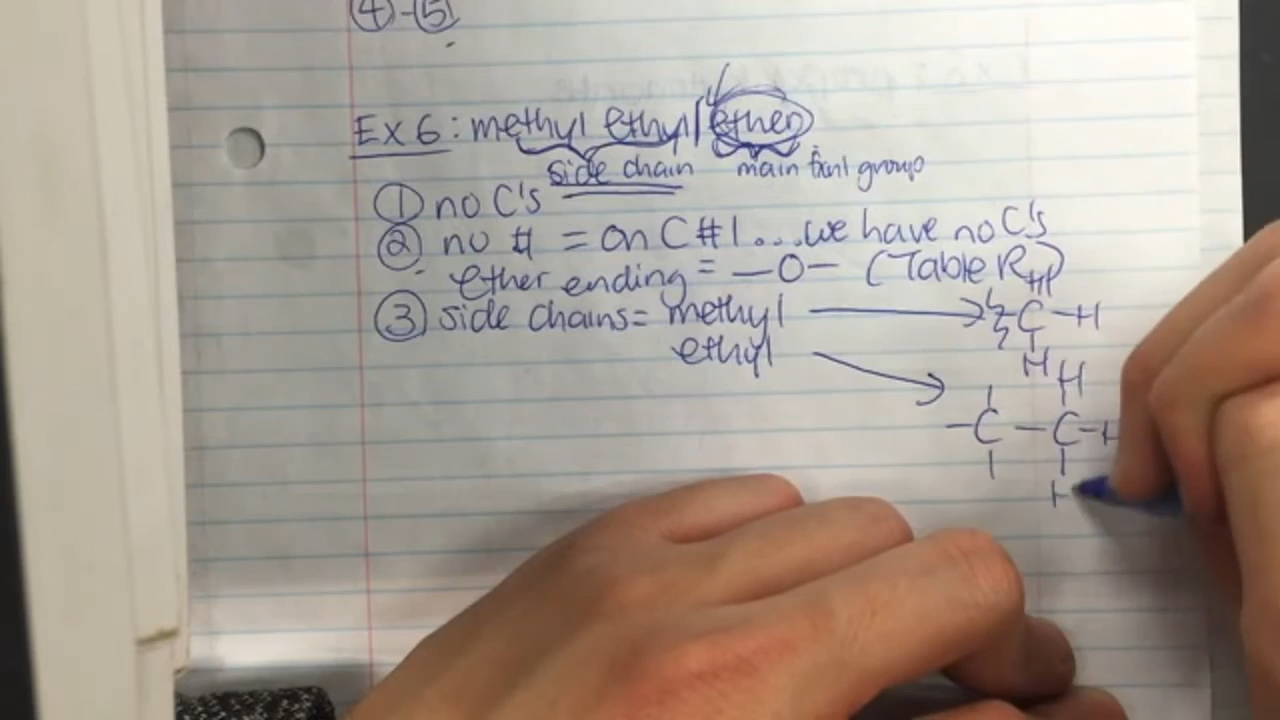 ④-⑤
Ex 6: methyl ethyl/ether
side chain main funl group
① no C's
② no # = on C#1...we have no C's
ether ending = -O- (Table R
③ side chains= methyl
ethyl
C-H
H
H
-C-C-H